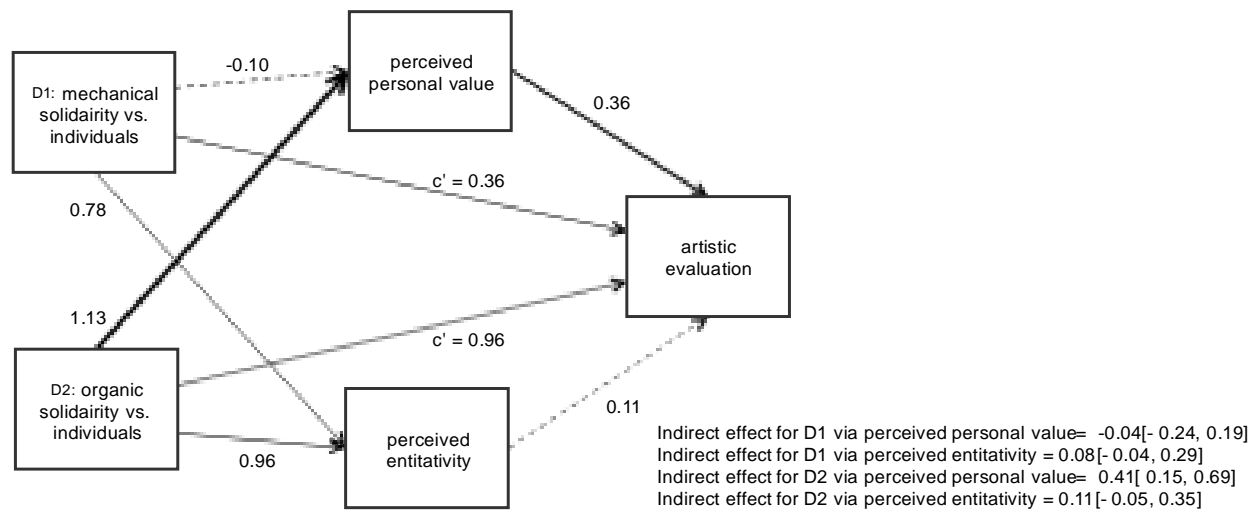 perceived
personal value
-0.10
D1: mechanical
solidairity vs.
individuals
0.36
c' = 0.36
0.78
artistic
evaluation
1.13
c' = 0.96
D2: organic
solidairity vs.
individuals
0.96
perceived
entitativity
0.11
Indirect effect for D1 via perceived personal value= -0.04[- 0.24, 0.19]
Indirect effect for D1 via perceived entitativity = 0.08[- 0.04, 0.29]
Indirect effect for D2 via perceived personal value= 0.41[ 0.15, 0.69]
Indirect effect for D2 via perceived entitativity = 0.11[- 0.05, 0.35]